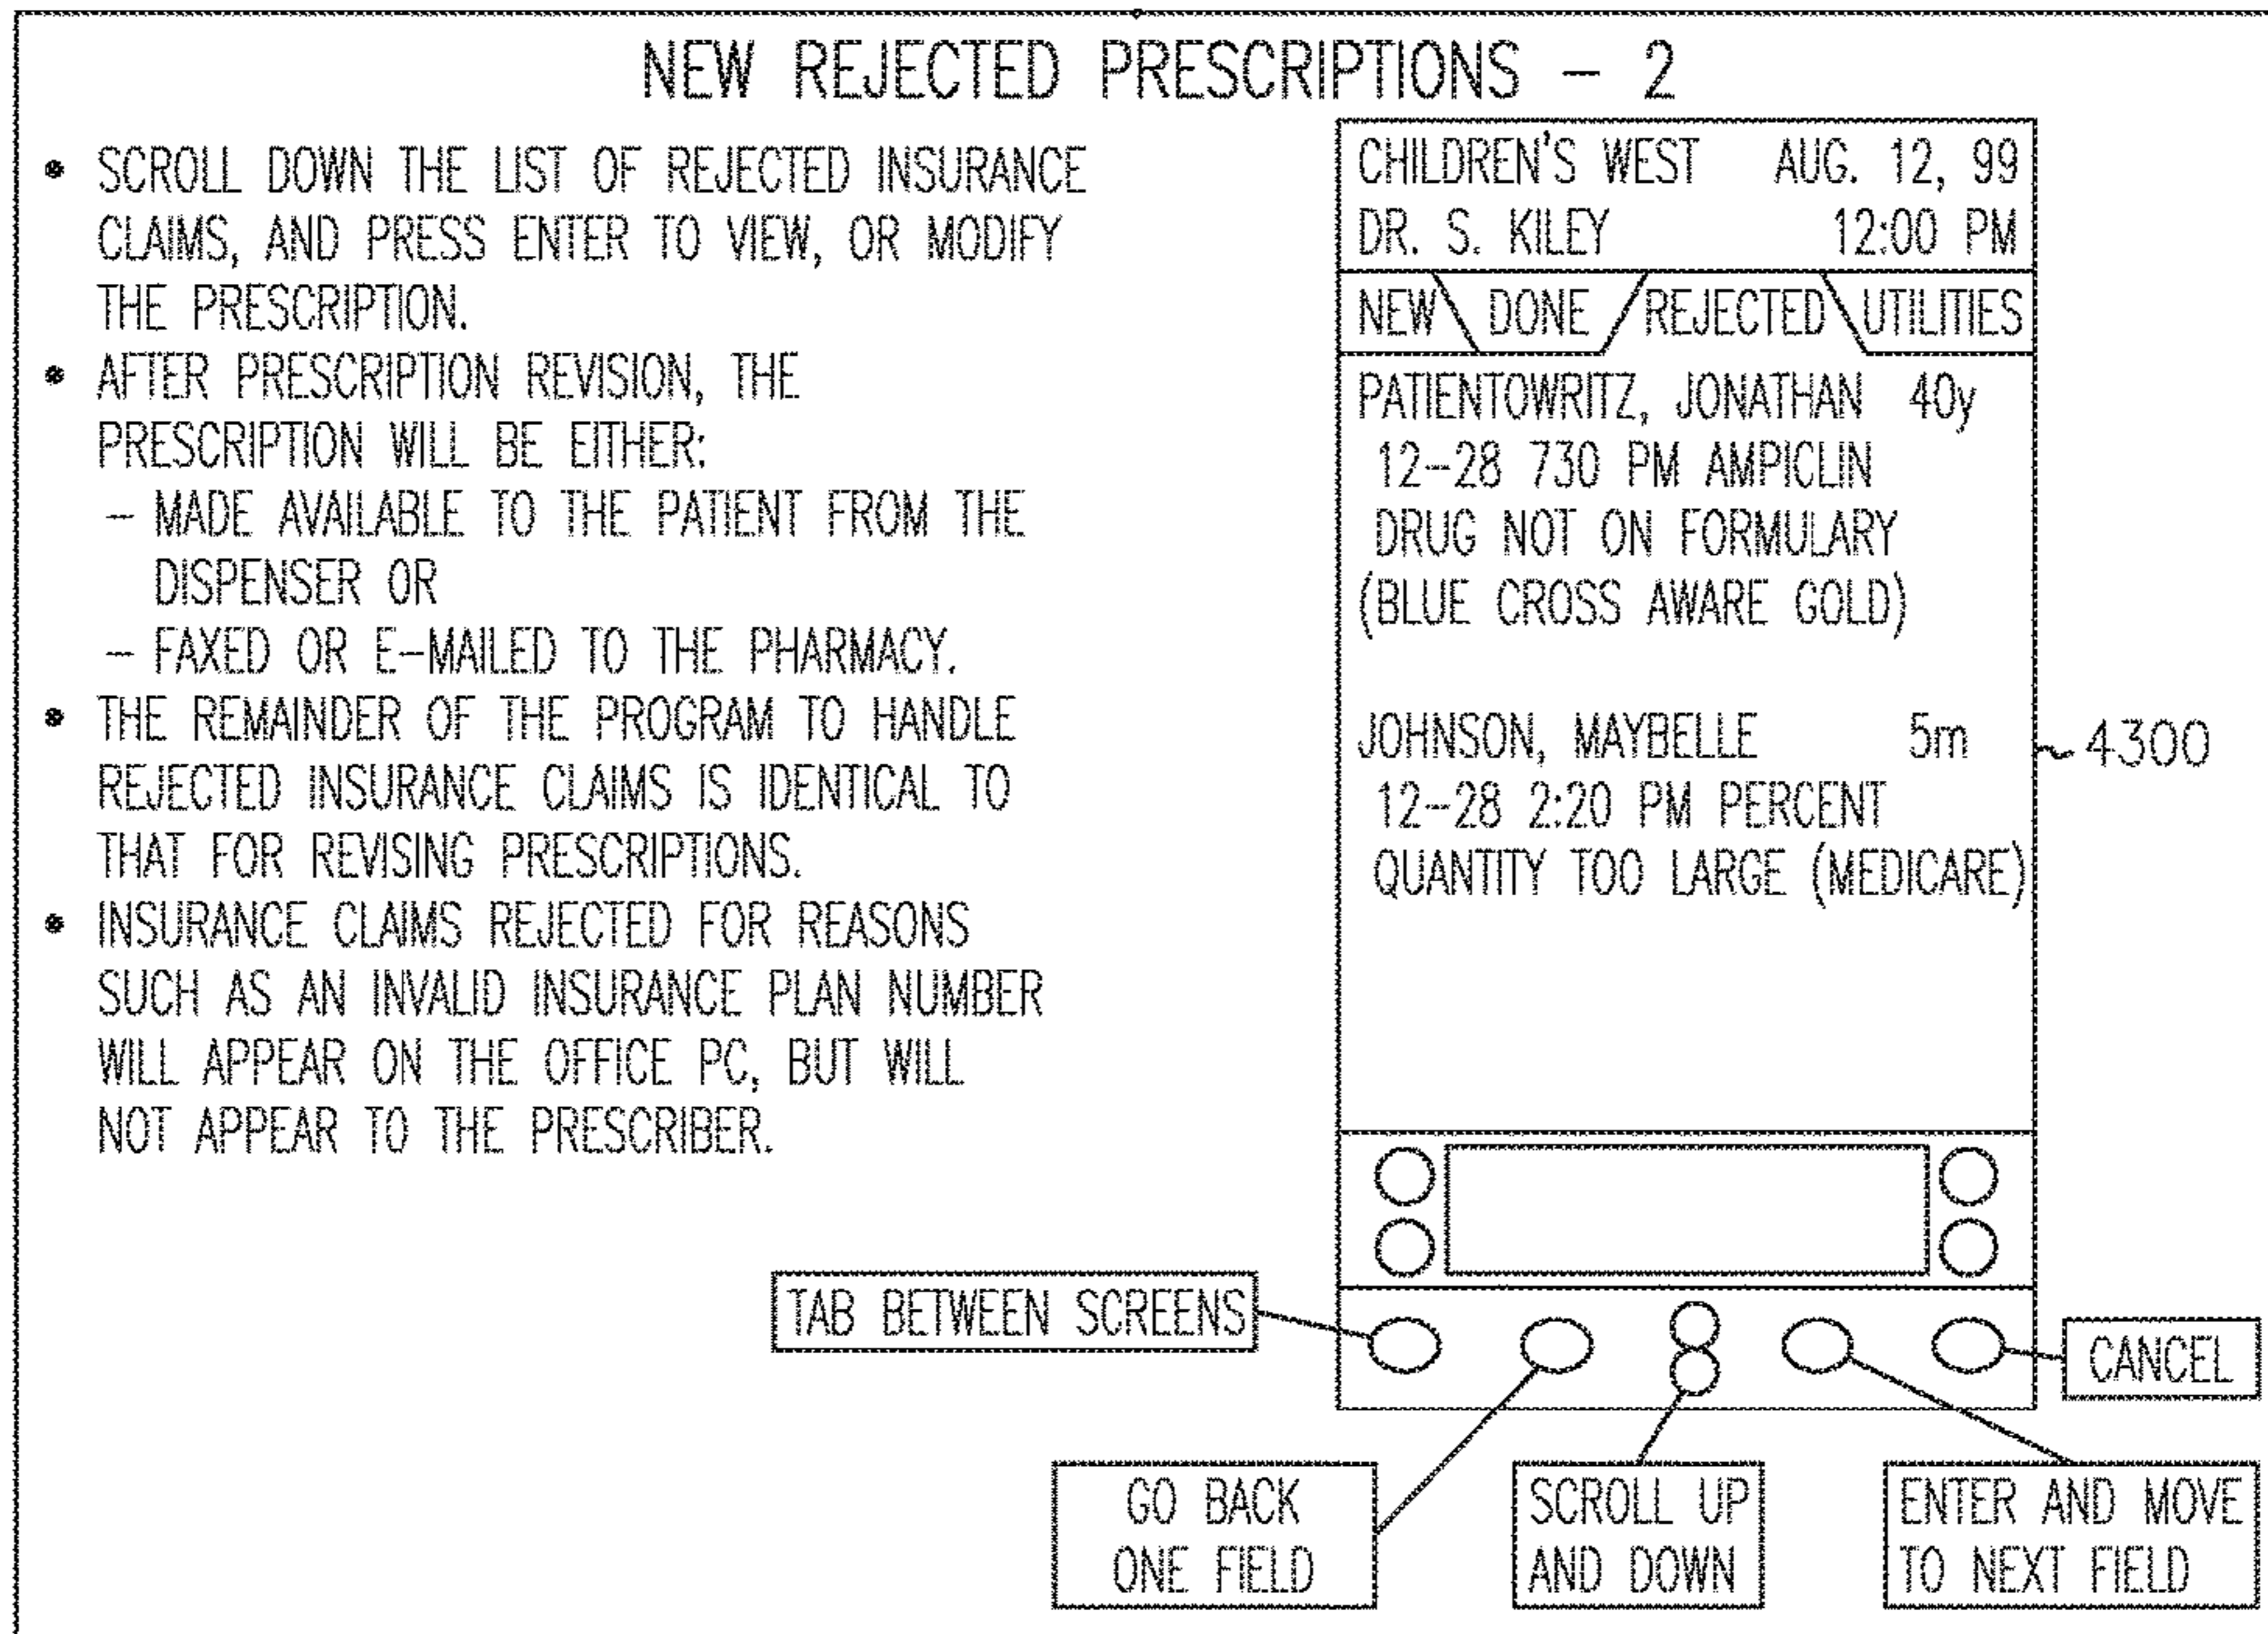 NEW REJECTED PRESCRIPTIONS – 2
• SCROLL DOWN THE LIST OF REJECTED INSURANCE
CLAIMS, AND PRESS ENTER TO VIEW, OR MODIFY
THE PRESCRIPTION.
• AFTER PRESCRIPTION REVISION, THE
PRESCRIPTION WILL BE EITHER:
– MADE AVAILABLE TO THE PATIENT FROM THE
DISPENSER OR
– FAXED OR E–MAILED TO THE PHARMACY.
• THE REMAINDER OF THE PROGRAM TO HANDLE
REJECTED INSURANCE CLAIMS IS IDENTICAL TO
THAT FOR REVISING PRESCRIPTIONS.
• INSURANCE CLAIMS REJECTED FOR REASONS
SUCH AS AN INVALID INSURANCE PLAN NUMBER
WILL APPEAR ON THE OFFICE PC, BUT WILL
NOT APPEAR TO THE PRESCRIBER.
CHILDREN'S WEST AUG. 12, 99
DR. S. KILEY 12:00 PM
NEW DONE REJECTED UTILITIES
PATIENTOWRITZ, JONATHAN 40y
12–28 730 PM AMPICLIN
DRUG NOT ON FORMULARY
(BLUE CROSS AWARE GOLD)
JOHNSON, MAYBELLE 5m
12–28 2:20 PM PERCENT
QUANTITY TOO LARGE (MEDICARE)
4300
TAB BETWEEN SCREENS
CANCEL
GO BACK
ONE FIELD
SCROLL UP
AND DOWN
ENTER AND MOVE
TO NEXT FIELD